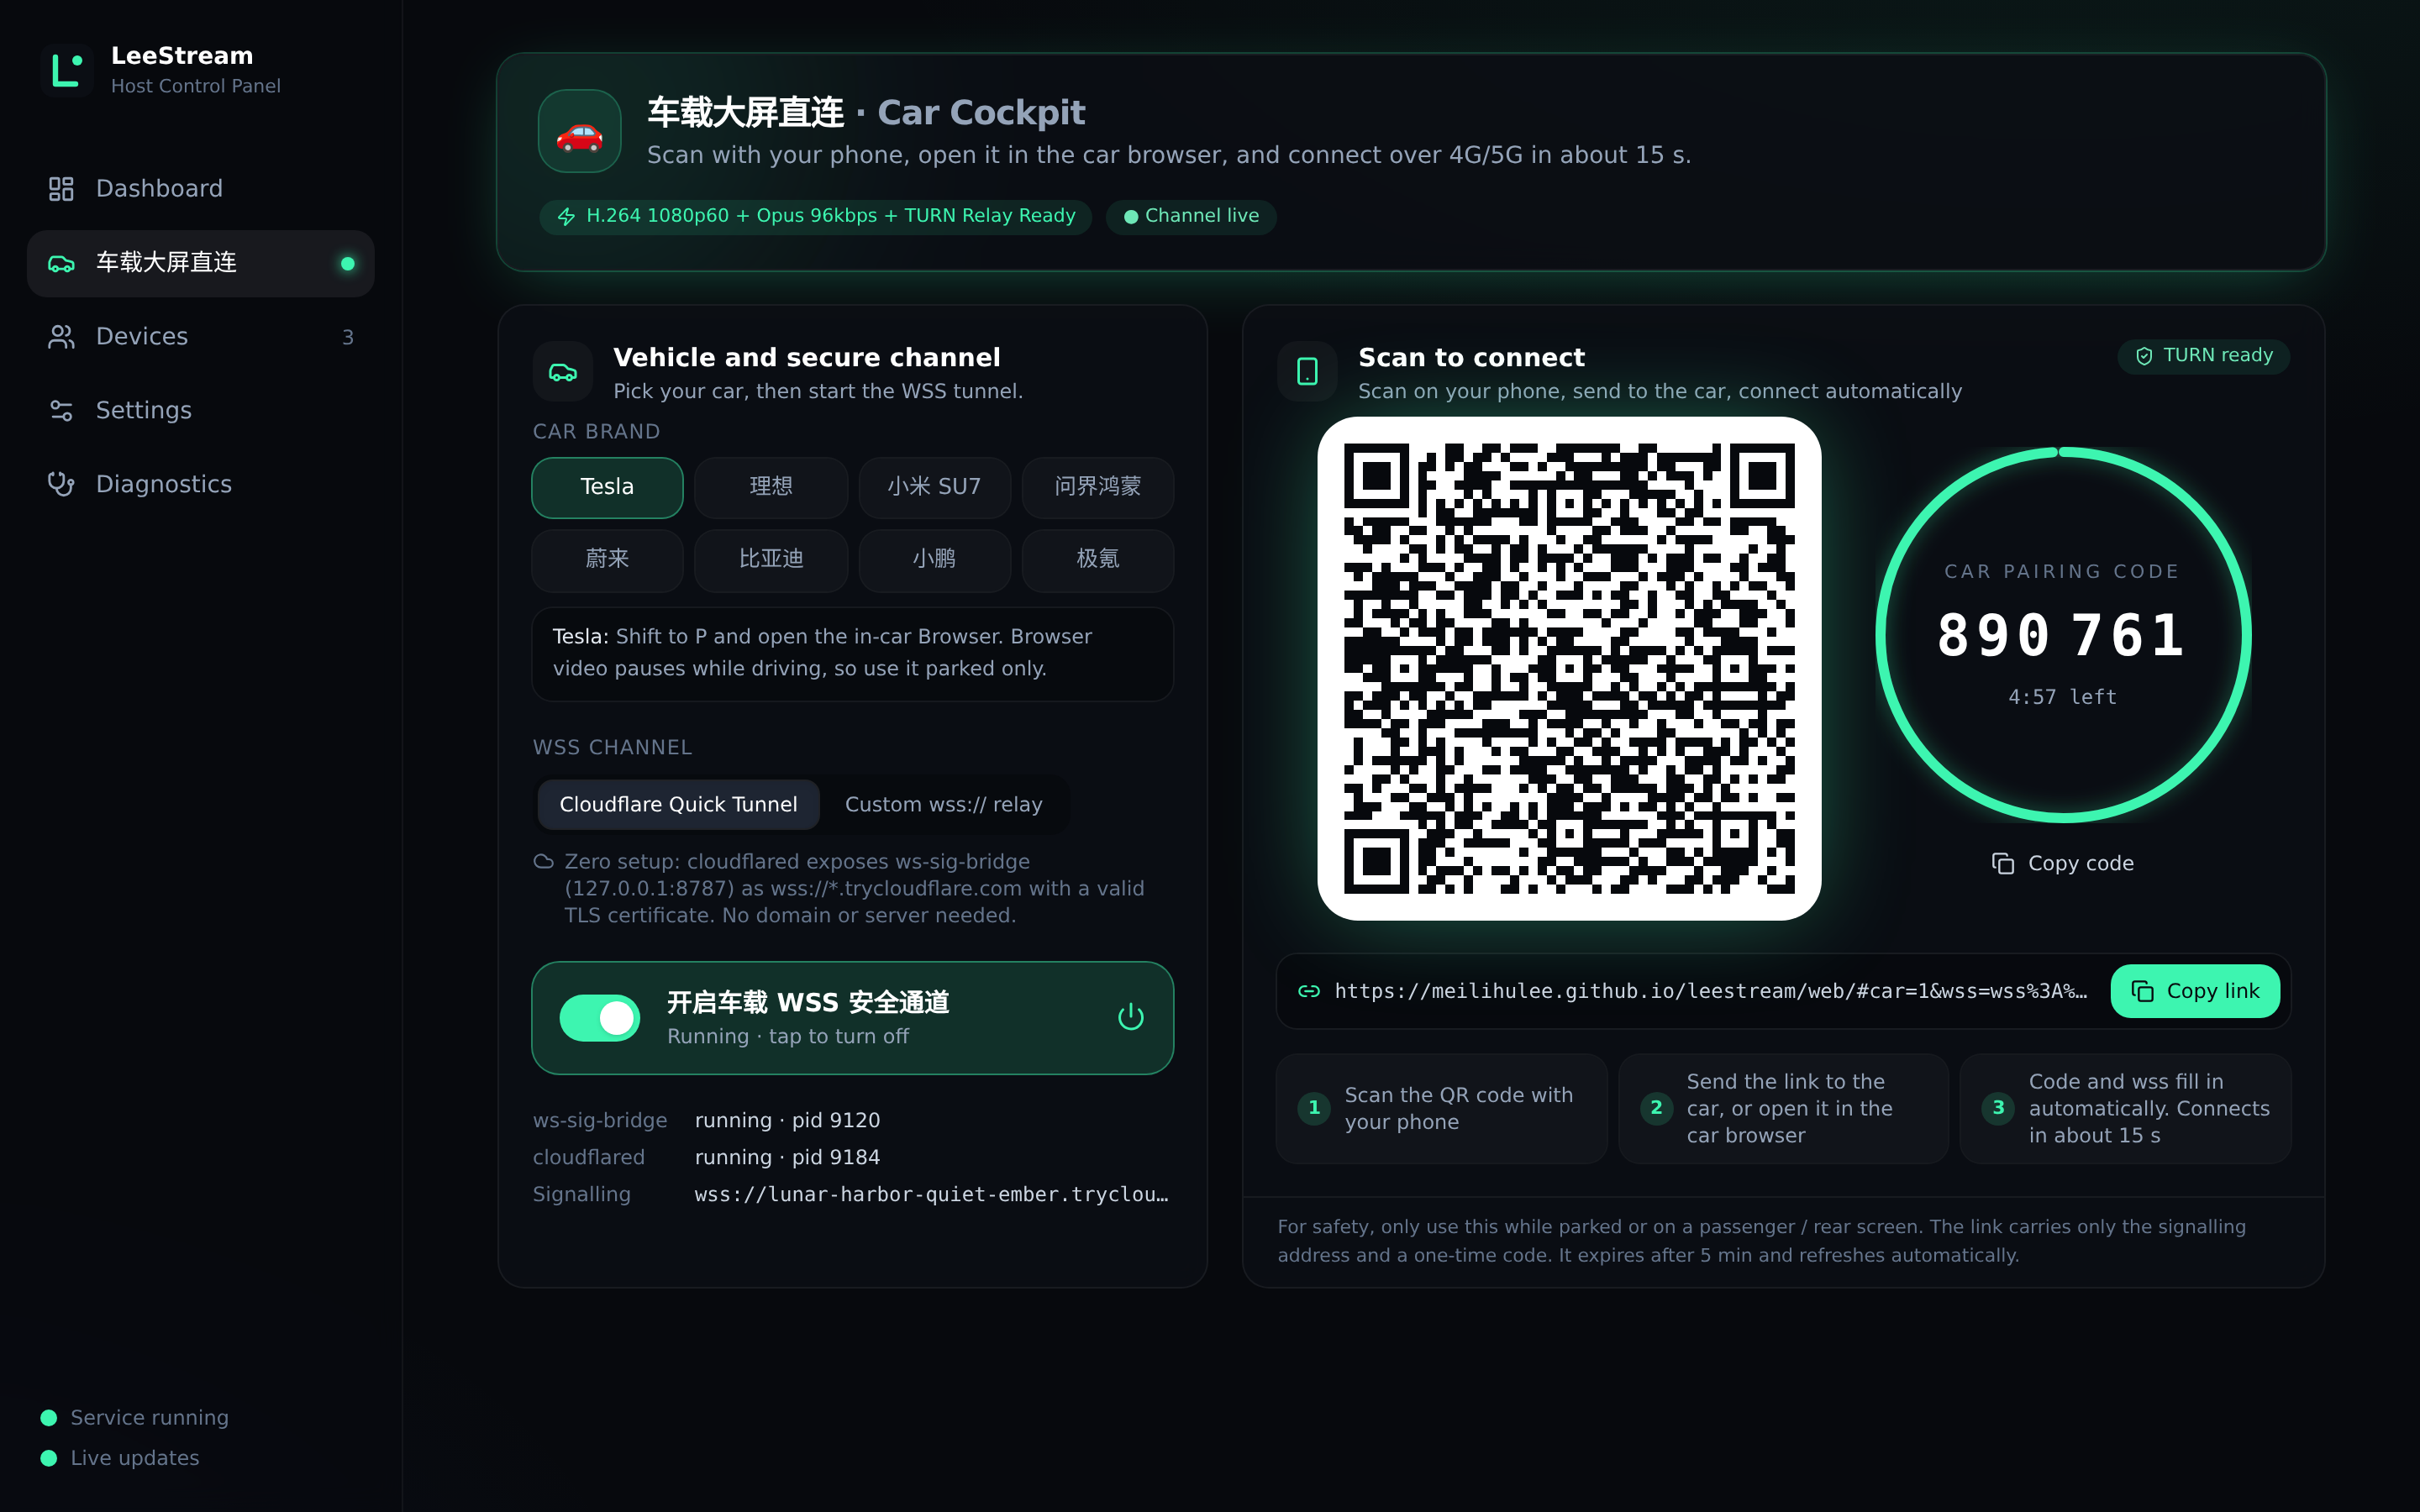 LeeStream
Host Control Panel
Dashboard
车载大屏直连
Devices 3
Settings
Diagnostics
Service running
Live updates
车载大屏直连 · Car Cockpit
Scan with your phone, open it in the car browser, and connect over 4G/5G in about 15 s.
H.264 1080p60 + Opus 96kbps + TURN Relay Ready
Channel live
Vehicle and secure channel
Pick your car, then start the WSS tunnel.
CAR BRAND
Tesla 理想 小米 SU7 问界鸿蒙
蔚来 比亚迪 小鹏 极氪
Tesla: Shift to P and open the in-car Browser. Browser
video pauses while driving, so use it parked only.
WSS CHANNEL
Cloudflare Quick Tunnel Custom wss:// relay
Zero setup: cloudflared exposes ws-sig-bridge
(127.0.0.1:8787) as wss://*.trycloudflare.com with a valid
TLS certificate. No domain or server needed.
开启车载 WSS 安全通道
Running · tap to turn off
ws-sig-bridge running · pid 9120
cloudflared running · pid 9184
Signalling wss://lunar-harbor-quiet-ember.tryclou…
Scan to connect
Scan on your phone, send to the car, connect automatically
TURN ready
CAR PAIRING CODE
890 761
4:57 left
Copy code
https://meilihulee.github.io/leestream/web/#car=1&wss=wss%3A%…
Copy link
1 Scan the QR code with
your phone
2 Send the link to the
car, or open it in the
car browser
3 Code and wss fill in
automatically. Connects
in about 15 s
For safety, only use this while parked or on a passenger / rear screen. The link carries only the signalling
address and a one-time code. It expires after 5 min and refreshes automatically.